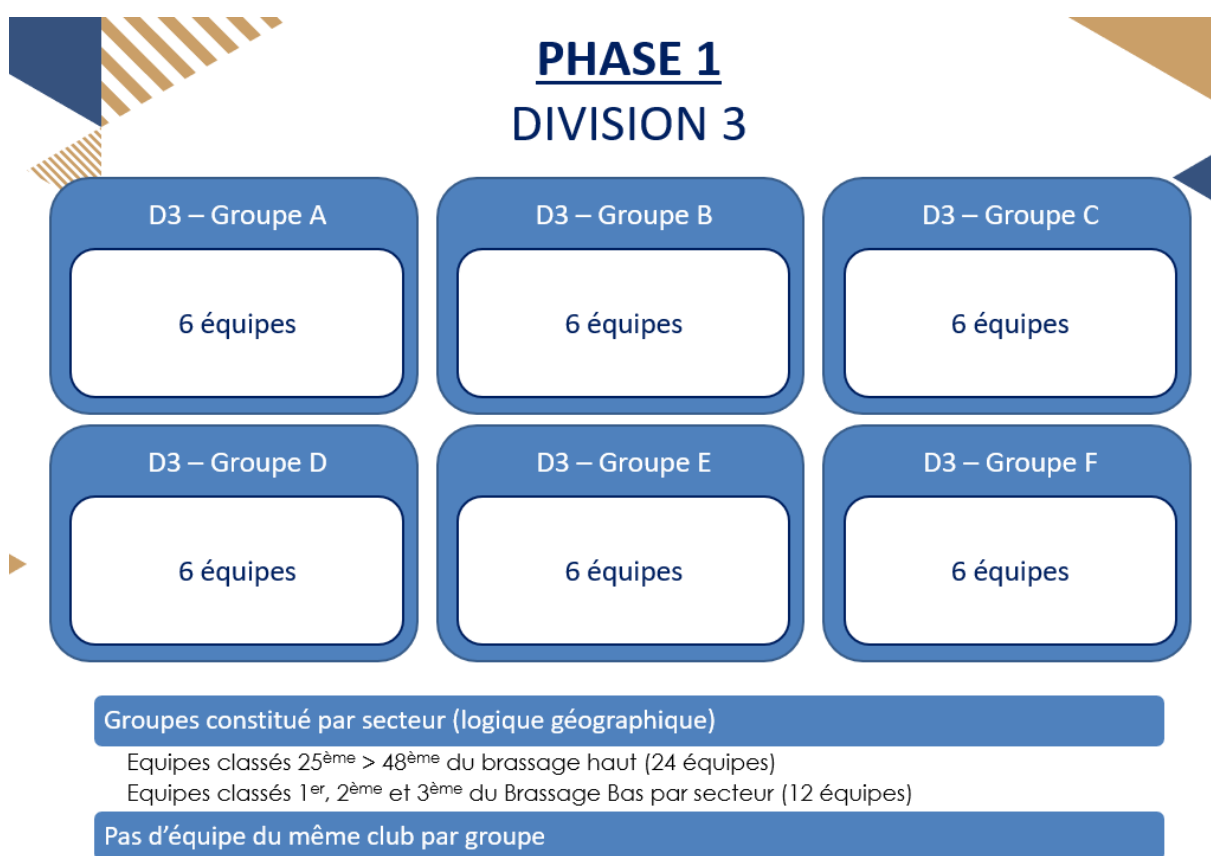 PHASE 1
DIVISION 3
D3 – Groupe A
D3 – Groupe B
D3 – Groupe C
6 équipes
6 équipes
6 équipes
D3 – Groupe D
D3 – Groupe E
D3 – Groupe F
6 équipes
6 équipes
6 équipes
Groupes constitué par secteur (logique géographique)
Equipes classés 25ème > 48ème du brassage haut (24 équipes)
Equipes classés 1er, 2ème et 3ème du Brassage Bas par secteur (12 équipes)
Pas d’équipe du même club par groupe